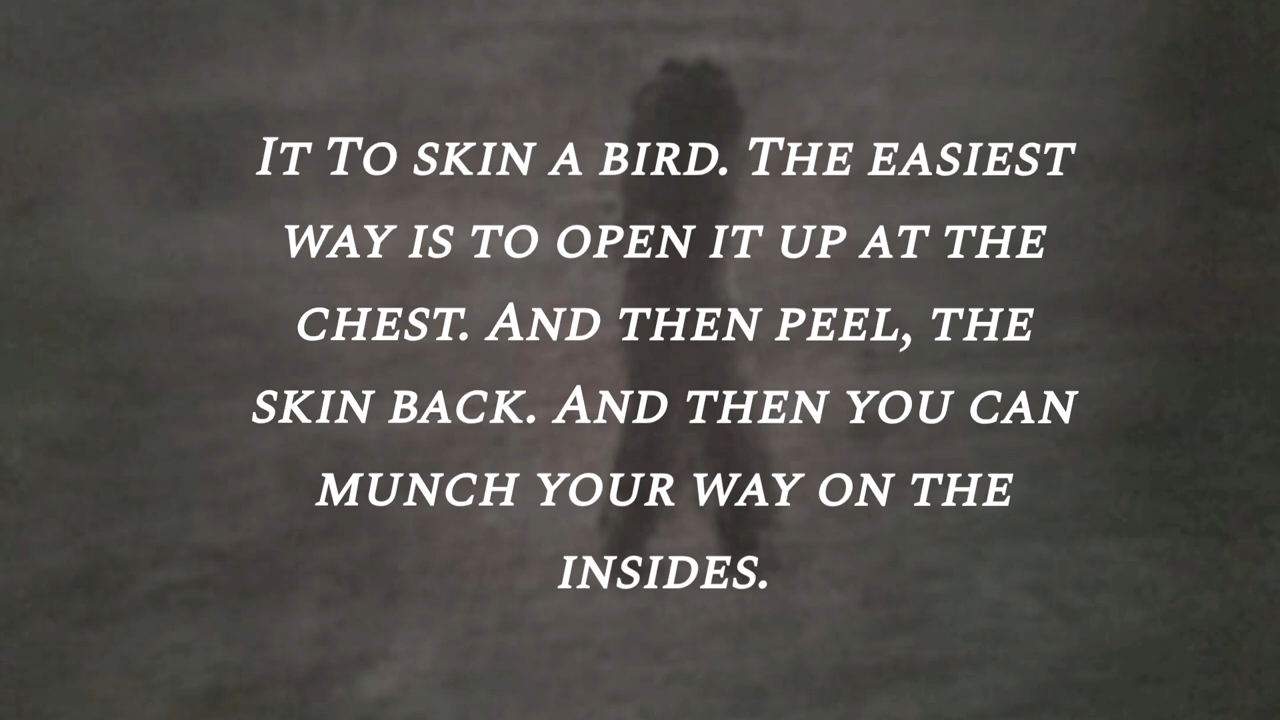 It To skin a bird. The easiest
way is to open it up at the
chest. And then peel, the
skin back. And then you can
munch your way on the
insides.